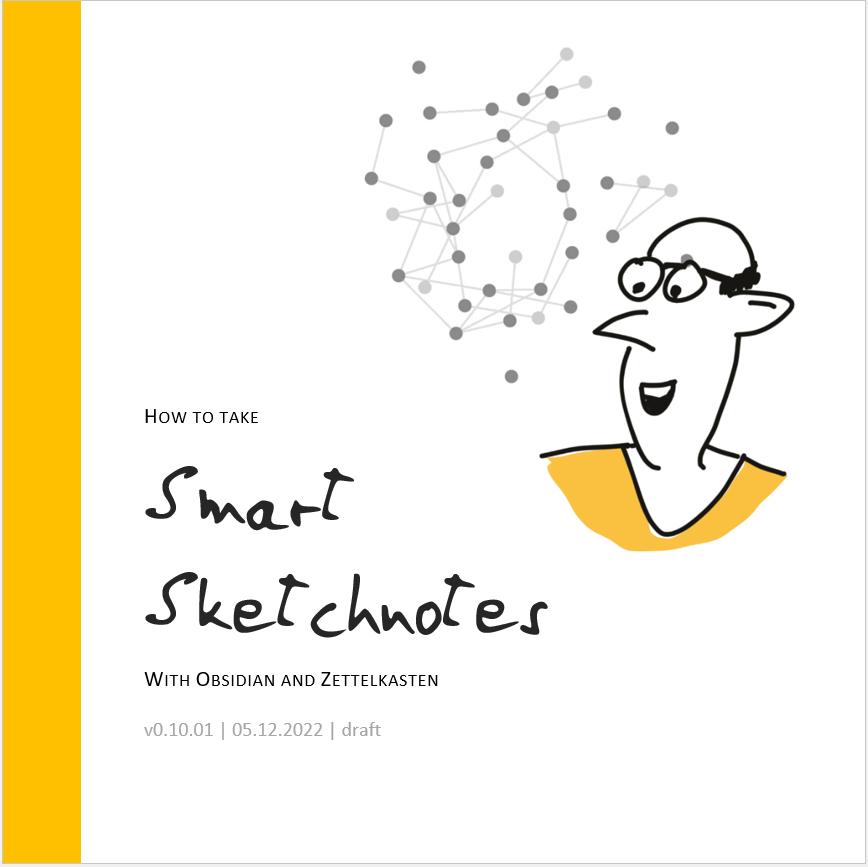 How to take
Smart
Sketchnotes
With Obsidian and Zettelkasten
v0.10.01 | 05.12.2022 | draft